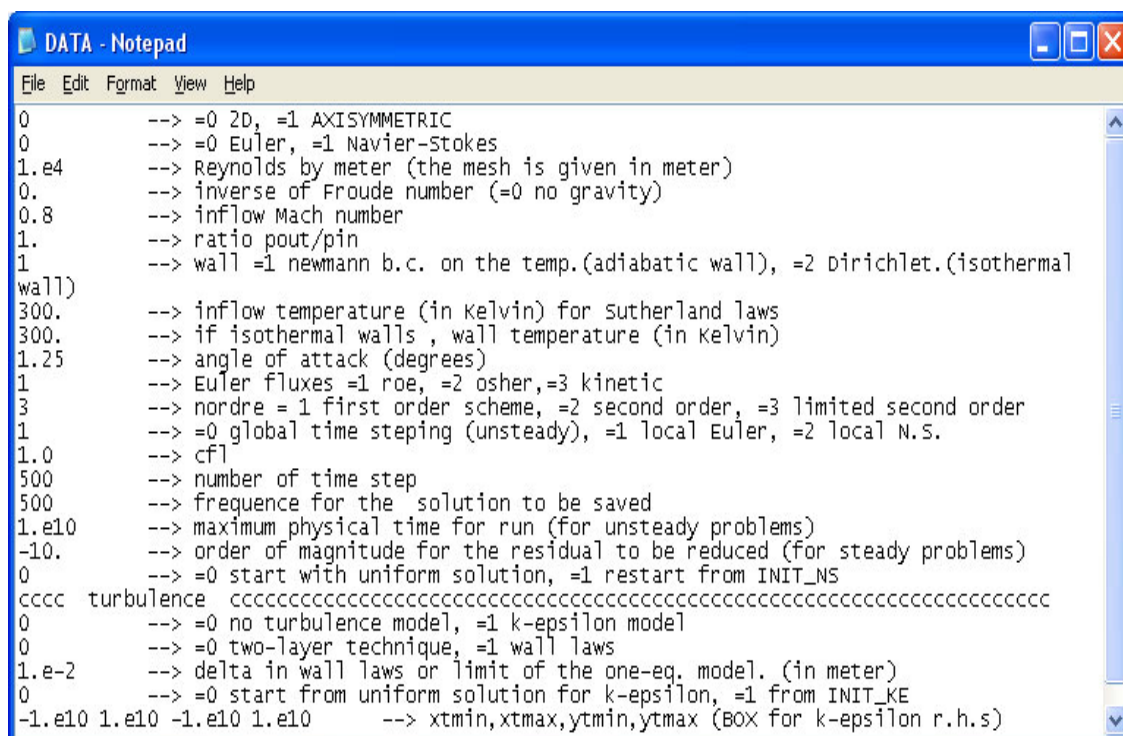 DATA - Notepad
File Edit Format View Help
0 --> =0 2D, =1 AXISYMMETRIC
0 --> =0 Euler, =1 Navier-Stokes
1.e4 --> Reynolds by meter (the mesh is given in meter)
0. --> inverse of Froude number (=0 no gravity)
0.8 --> inflow Mach number
1. --> ratio pout/pin
1 --> wall =1 newmann b.c. on the temp.(adiabatic wall), =2 Dirichlet.(isothermal
wall)
300. --> inflow temperature (in Kelvin) for Sutherland laws
300. --> if isothermal walls , wall temperature (in Kelvin)
1.25 --> angle of attack (degrees)
1 --> Euler fluxes =1 roe, =2 osher,=3 kinetic
3 --> nordre = 1 first order scheme, =2 second order, =3 limited second order
1 --> =0 global time stepping (unsteady), =1 local Euler, =2 local N.S.
1.0 --> cfl
500 --> number of time step
500 --> frequence for the solution to be saved
1.e10 --> maximum physical time for run (for unsteady problems)
-10. --> order of magnitude for the residual to be reduced (for steady problems)
0 --> =0 start with uniform solution, =1 restart from INIT_NS
cccc turbulence cccccccccccccccccccccccccccccccccccccccccccccccccccccccccccccccccccccc
0 --> =0 no turbulence model, =1 k-epsilon model
0 --> =0 two-layer technique, =1 wall laws
1.e-2 --> delta in wall laws or limit of the one-eq. model. (in meter)
0 --> =0 start from uniform solution for k-epsilon, =1 from INIT_KE
-1.e10 1.e10 -1.e10 1.e10 --> xtmin,xtmax,ytmin,ytmax (BOX for k-epsilon r.h.s)